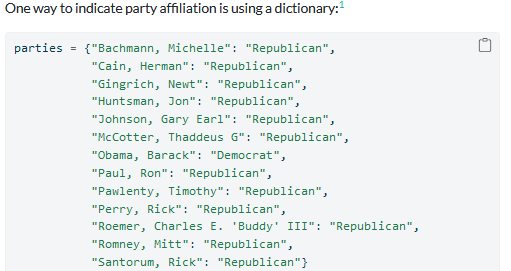 One way to indicate party affiliation is using a dictionary:1
parties = {"Bachmann, Michelle": "Republican",
"Cain, Herman": "Republican",
"Gingrich, Newt": "Republican",
"Huntsman, Jon": "Republican",
"Johnson, Gary Earl": "Republican",
"McCotter, Thaddeus G": "Republican",
"Obama, Barack": "Democrat",
"Paul, Ron": "Republican",
"Pawlenty, Timothy": "Republican",
"Perry, Rick": "Republican",
"Roemer, Charles E. 'Buddy' III": "Republican",
"Romney, Mitt": "Republican",
"Santorum, Rick": "Republican"}